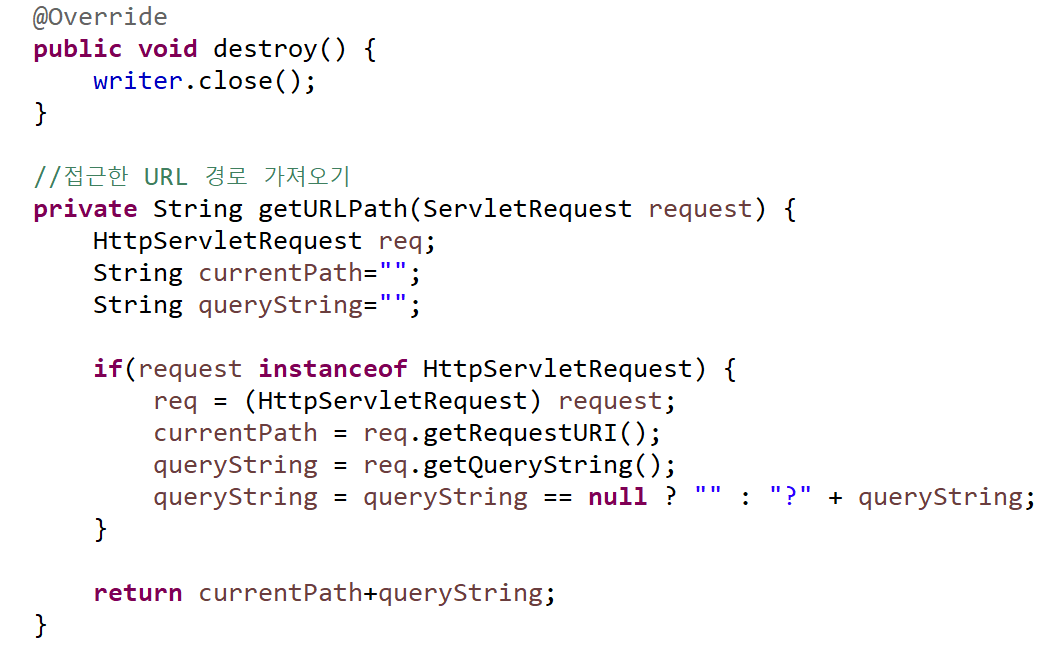 @Override
public void destroy() {
    writer.close();
}

//접근한 URL 경로 가져오기
private String getURLPath(ServletRequest request) {
    HttpServletRequest req;
    String currentPath="";
    String queryString="";

    if(request instanceof HttpServletRequest) {
        req = (HttpServletRequest) request;
        currentPath = req.getRequestURI();
        queryString = req.getQueryString();
        queryString = queryString == null ? "" : "?" + queryString;
    }

    return currentPath+queryString;
}